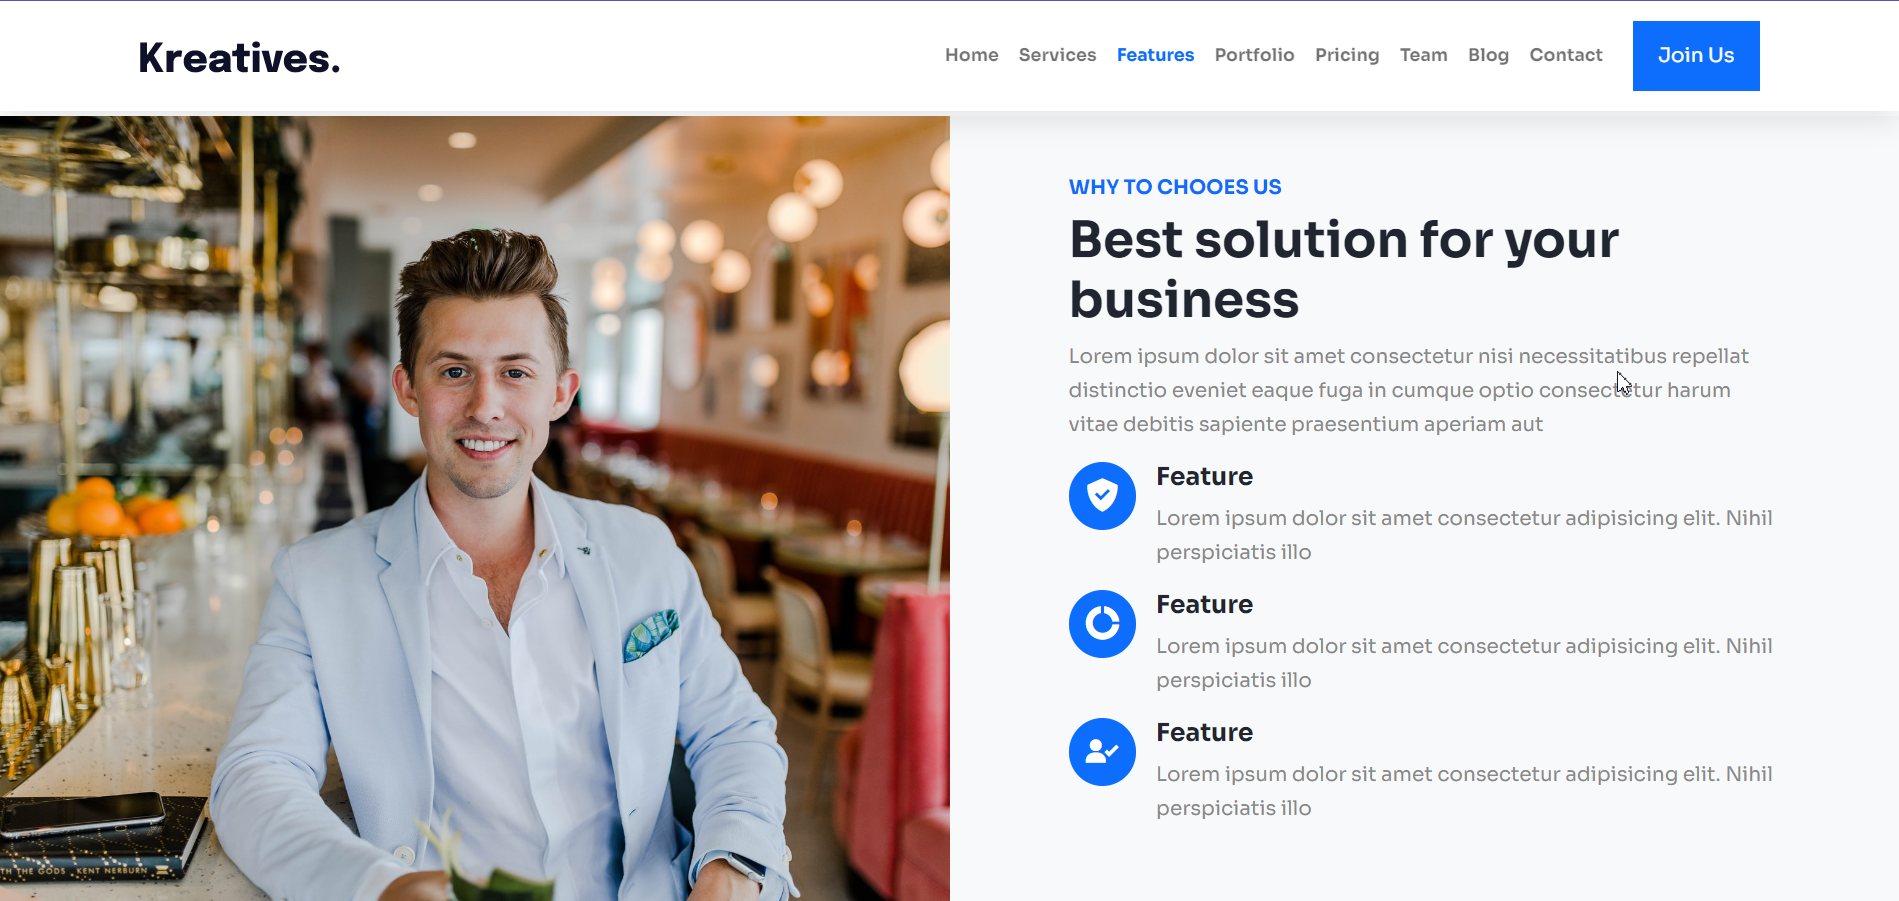 Kreatives.
Home Services Features Portfolio Pricing Team Blog Contact Join Us
WHY TO CHOOES US
Best solution for your
business
Lorem ipsum dolor sit amet consectetur nisi necessitatibus repellat
distinctio eveniet eaque fuga in cumque optio consectetur harum
vitae debitis sapiente praesentium aperiam aut
Feature
Lorem ipsum dolor sit amet consectetur adipisicing elit. Nihil
perspiciatis illo
Feature
Lorem ipsum dolor sit amet consectetur adipisicing elit. Nihil
perspiciatis illo
Feature
Lorem ipsum dolor sit amet consectetur adipisicing elit. Nihil
perspiciatis illo
TH THE GODS . KENT NERBURN